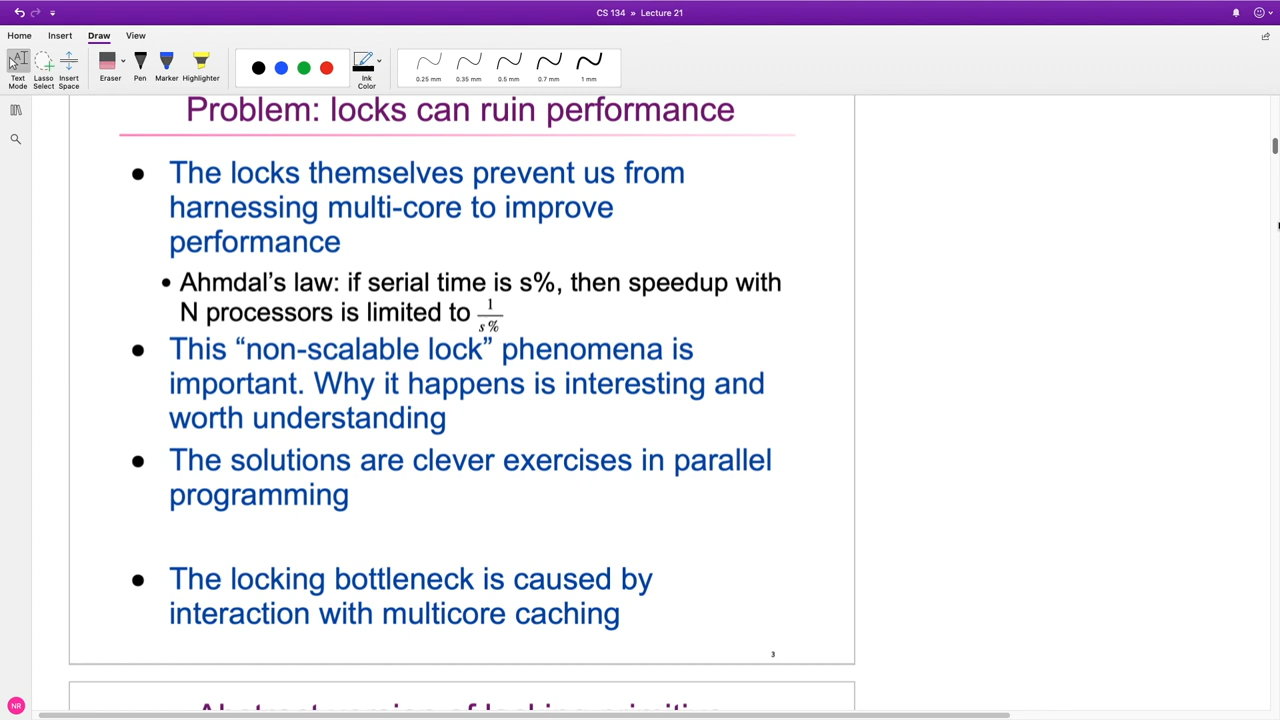 CS 134 » Lecture 21
Home Insert Draw View
Text Mode
Lasso Select
Insert Space
Eraser
Pen
Marker
Highlighter
Ink Color
0.25 mm
0.35 mm
0.5 mm
0.7 mm
1 mm
Problem: locks can ruin performance
● The locks themselves prevent us from
harnessing multi-core to improve
performance
• Ahmdal's law: if serial time is s%, then speedup with
N processors is limited to 1/s%
● This “non-scalable lock” phenomena is
important. Why it happens is interesting and
worth understanding
● The solutions are clever exercises in parallel
programming
● The locking bottleneck is caused by
interaction with multicore caching
3
NR